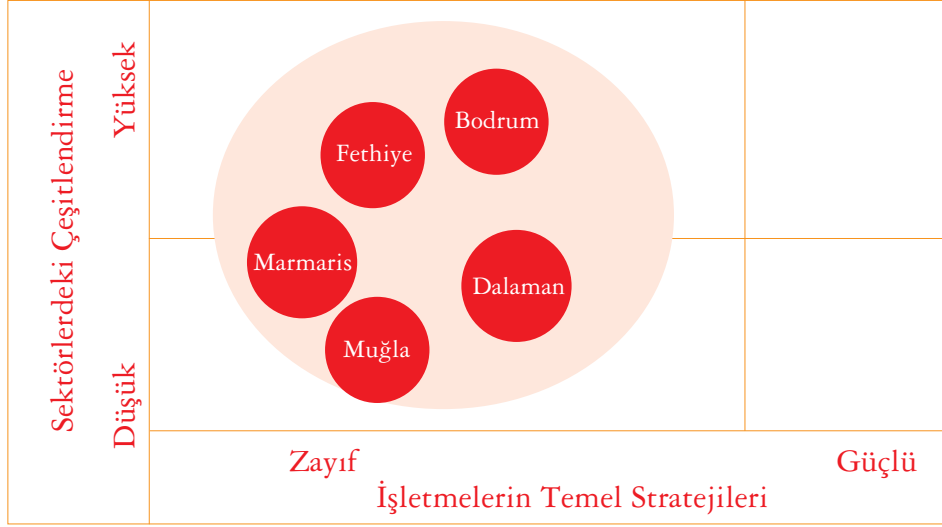 Sektörlerdeki Çeşitlendirme
Yüksek
Düşük
Bodrum
Fethiye
Marmaris
Dalaman
Muğla
Zayıf
Güçlü
İşletmelerin Temel Stratejileri